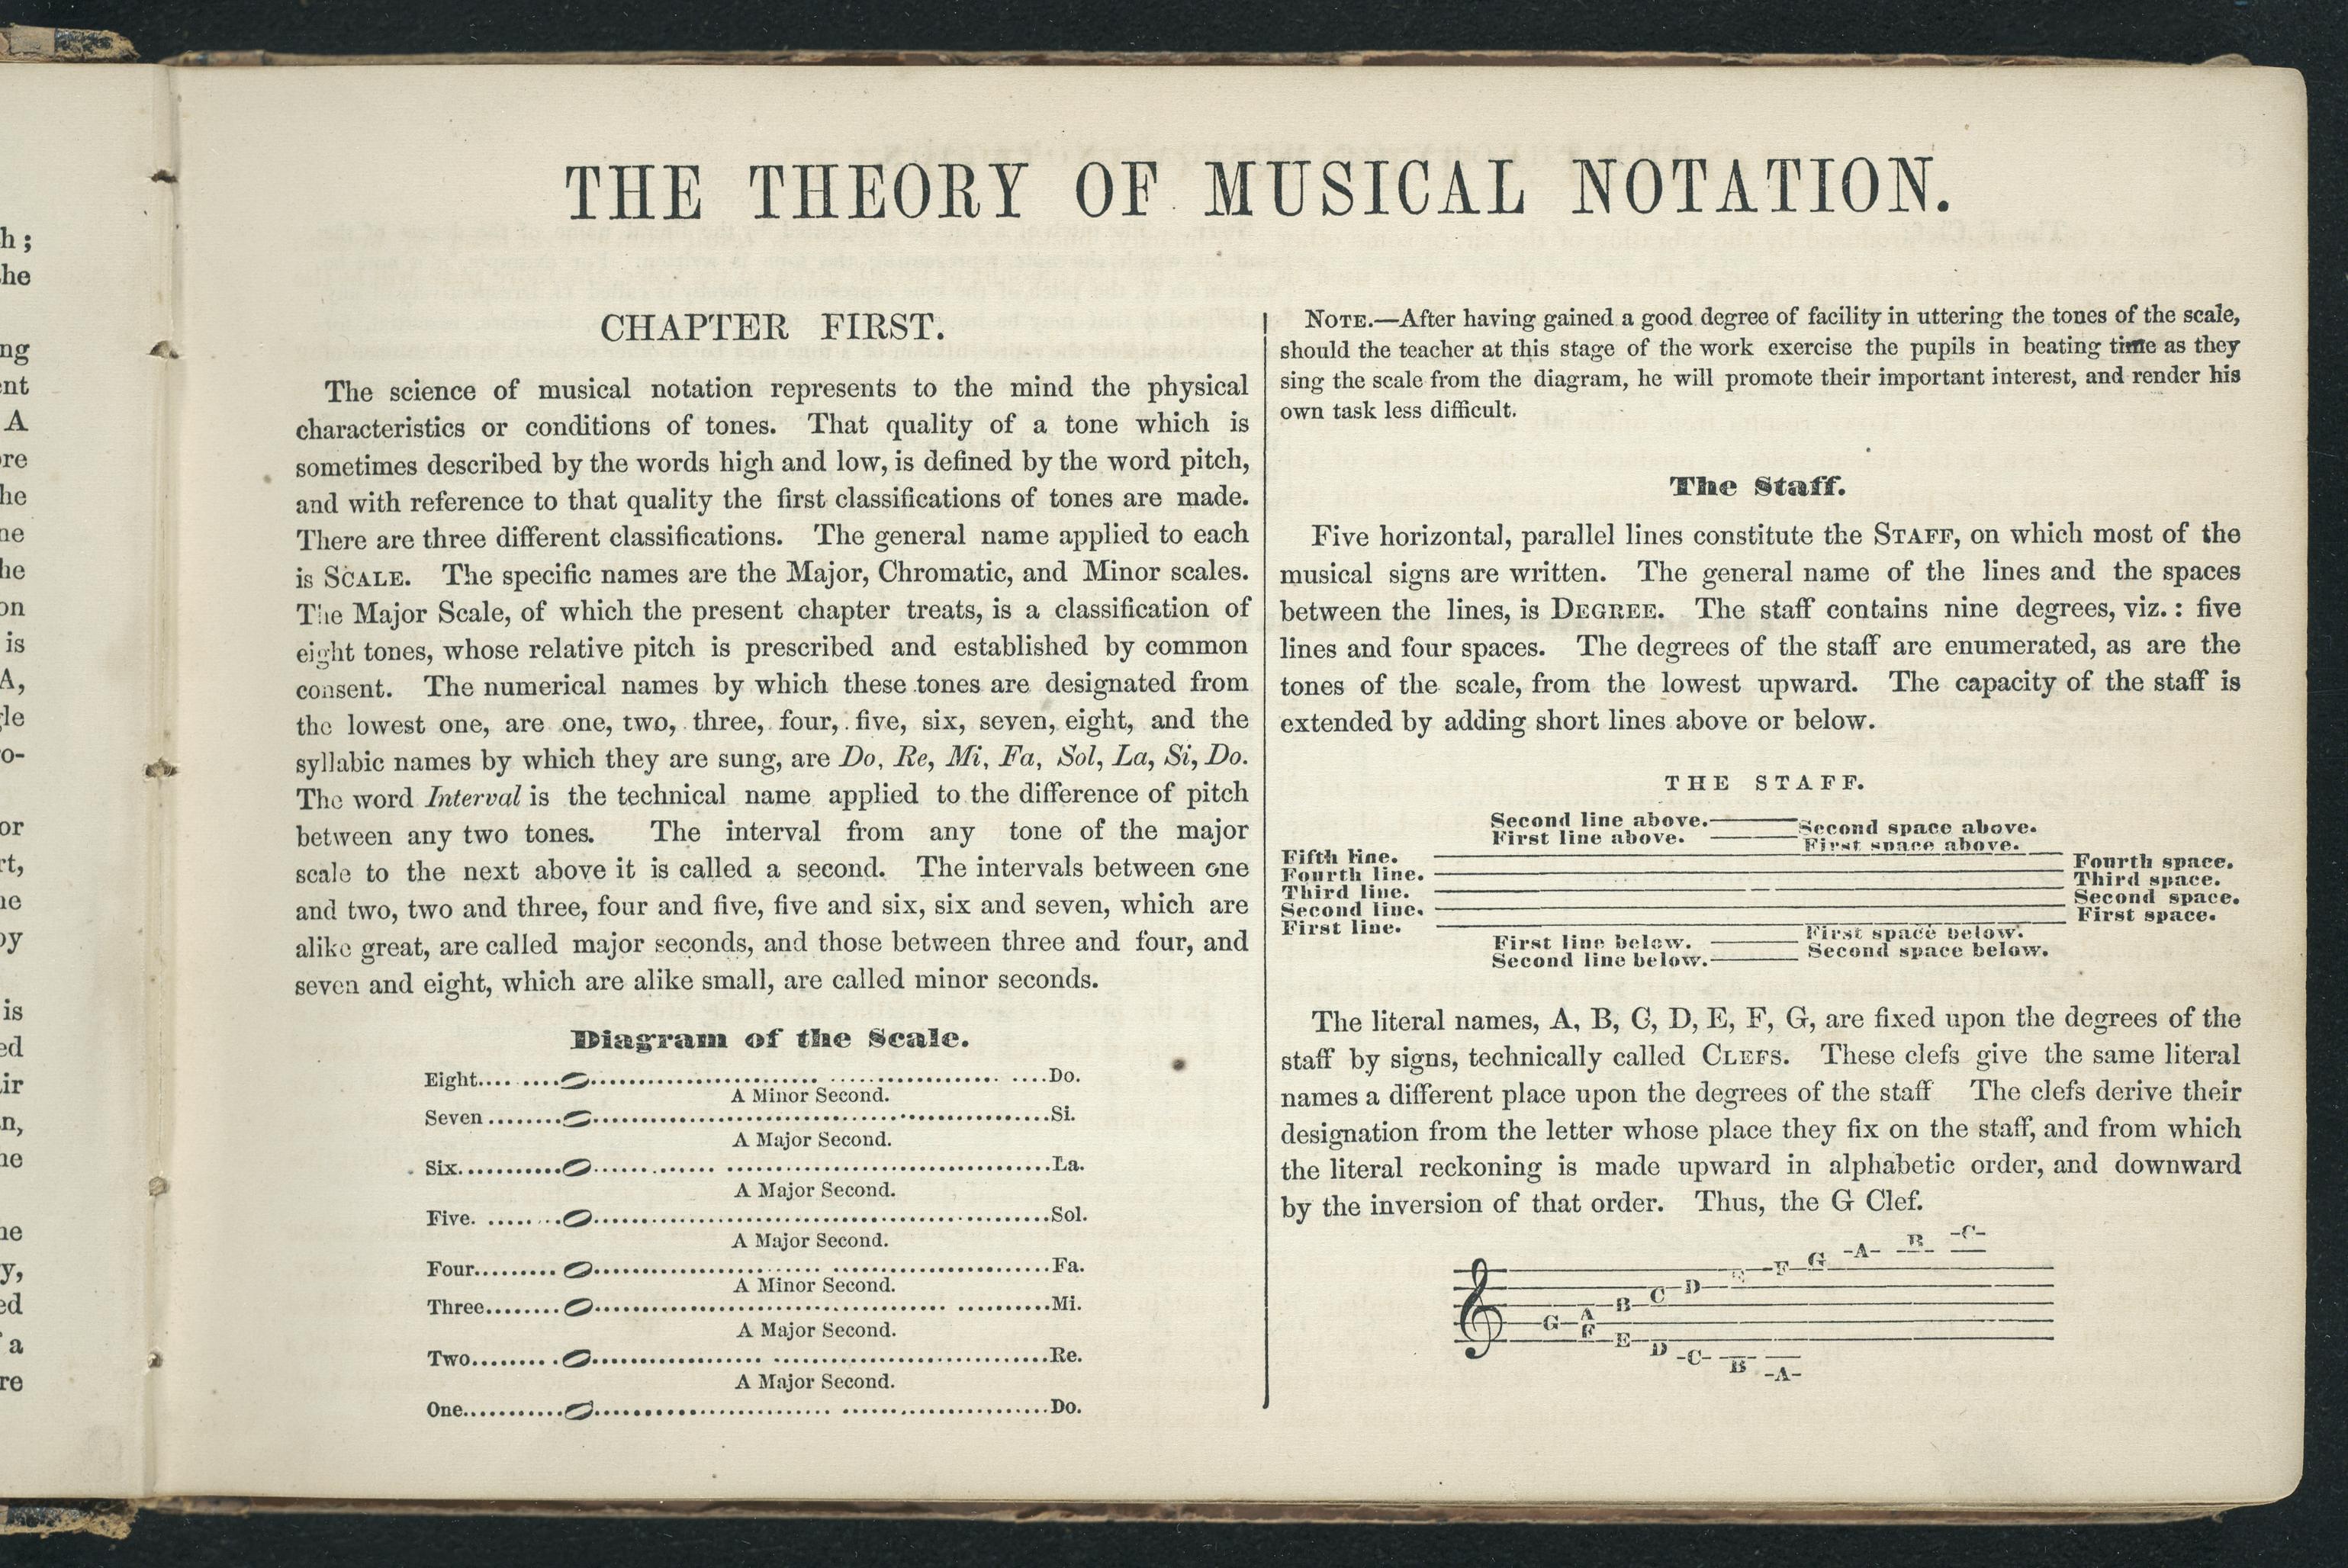 h ;
the
ng
ent
A
ore
he
ne
he
on
is
A,
gle
o-
or
rt,
ne
by
is
ed
ir
n,
ne
ne
y,
ed
a
re
THE THEORY OF MUSICAL NOTATION.
CHAPTER FIRST.
The science of musical notation represents to the mind the physical
characteristics or conditions of tones. That quality of a tone which is
sometimes described by the words high and low, is defined by the word pitch,
and with reference to that quality the first classifications of tones are made.
There are three different classifications. The general name applied to each
is SCALE. The specific names are the Major, Chromatic, and Minor scales.
The Major Scale, of which the present chapter treats, is a classification of
eight tones, whose relative pitch is prescribed and established by common
consent. The numerical names by which these tones are designated from
the lowest one, are one, two, three, four, five, six, seven, eight, and the
syllabic names by which they are sung, are Do, Re, Mi, Fa, Sol, La, Si, Do.
The word Interval is the technical name applied to the difference of pitch
between any two tones. The interval from any tone of the major
scale to the next above it is called a second. The intervals between one
and two, two and three, four and five, five and six, six and seven, which are
alike great, are called major seconds, and those between three and four, and
seven and eight, which are alike small, are called minor seconds.
Diagram of the Scale.
Eight. Do.
A Minor Second.
Seven Si.
A Major Second.
Six. La.
A Major Second.
Five. Sol.
A Major Second.
Four. Fa.
A Minor Second.
Three. Mi.
A Major Second.
Two. Re.
A Major Second.
One. Do.
NOTE.—After having gained a good degree of facility in uttering the tones of the scale,
should the teacher at this stage of the work exercise the pupils in beating time as they
sing the scale from the diagram, he will promote their important interest, and render his
own task less difficult.
The Staff.
Five horizontal, parallel lines constitute the STAFF, on which most of the
musical signs are written. The general name of the lines and the spaces
between the lines, is DEGREE. The staff contains nine degrees, viz. : five
lines and four spaces. The degrees of the staff are enumerated, as are the
tones of the scale, from the lowest upward. The capacity of the staff is
extended by adding short lines above or below.
THE STAFF.
Second line above. Second space above.
First line above. First space above.
Fifth line. Fourth space.
Fourth line. Third space.
Third line. Second space.
Second line. First space.
First line. First space below.
First line below. Second space below.
Second line below.
The literal names, A, B, C, D, E, F, G, are fixed upon the degrees of the
staff by signs, technically called CLEFS. These clefs give the same literal
names a different place upon the degrees of the staff The clefs derive their
designation from the letter whose place they fix on the staff, and from which
the literal reckoning is made upward in alphabetic order, and downward
by the inversion of that order. Thus, the G Clef.
G A B C D E F G A B C
F E D C B A